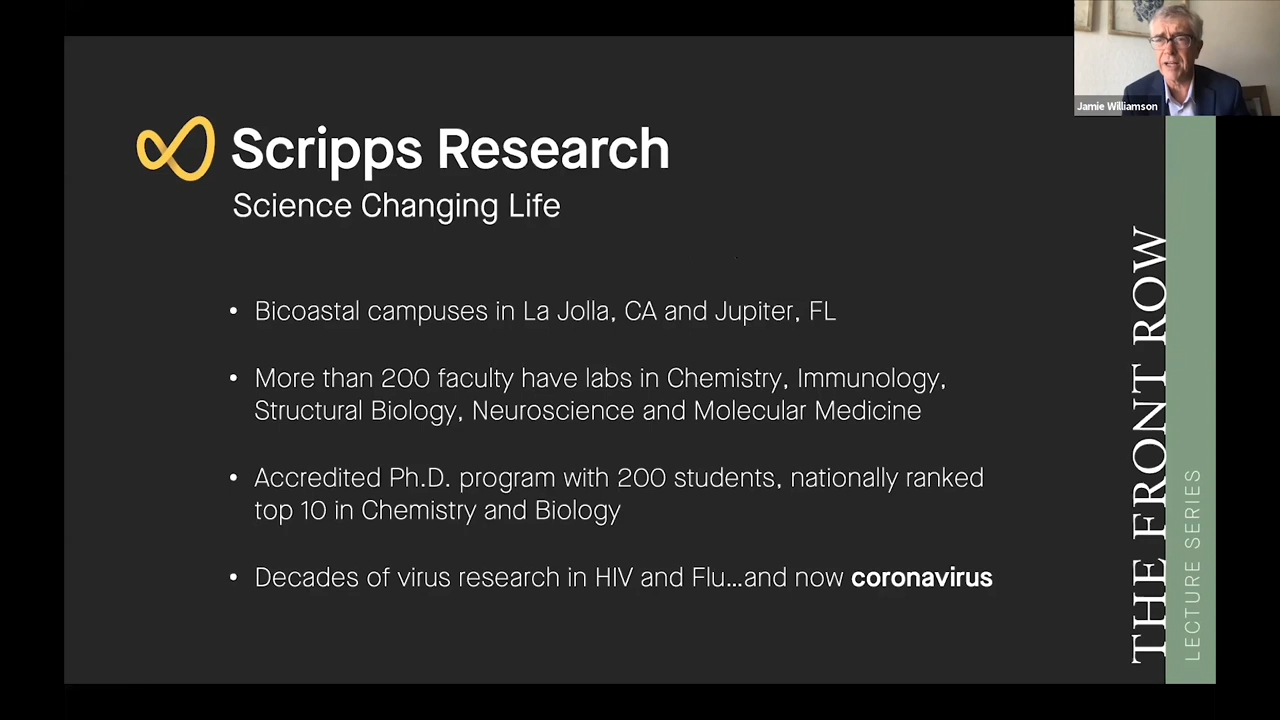 Jamie Williamson
Scripps Research
Science Changing Life
• Bicoastal campuses in La Jolla, CA and Jupiter, FL
• More than 200 faculty have labs in Chemistry, Immunology,
Structural Biology, Neuroscience and Molecular Medicine
• Accredited Ph.D. program with 200 students, nationally ranked
top 10 in Chemistry and Biology
• Decades of virus research in HIV and Flu...and now coronavirus
THE FRONT ROW
LECTURE SERIES